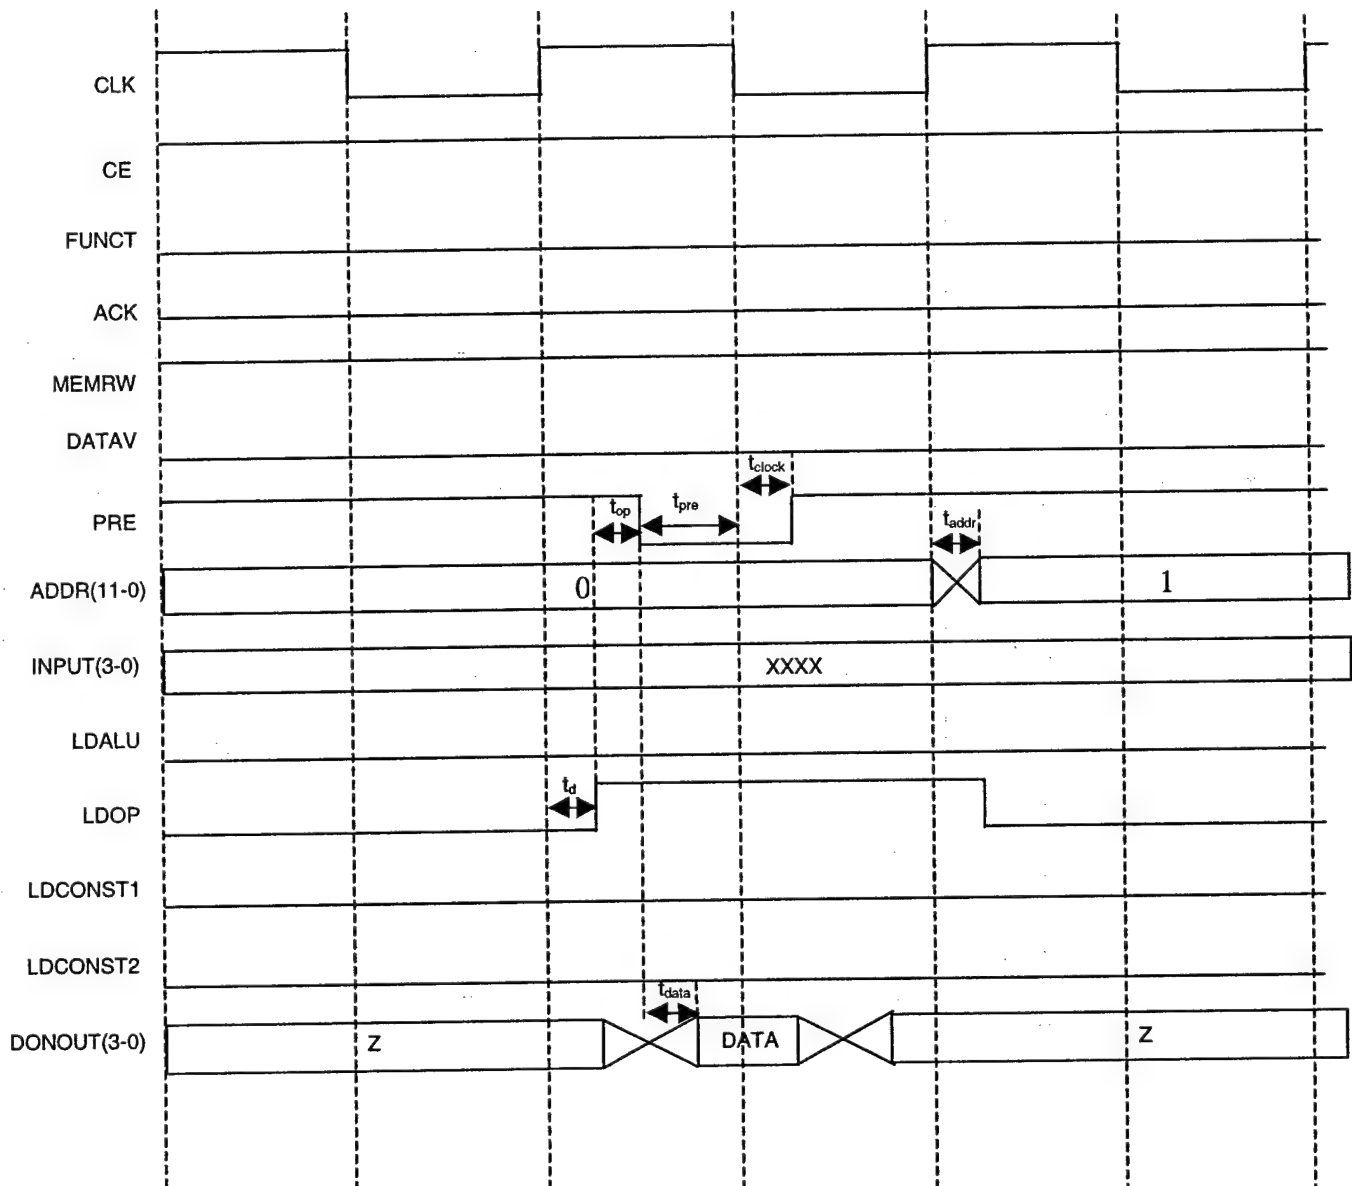 CLK
CE
FUNCT
ACK
MEMRW
DATAV
tclock
PRE
top
tpre
taddr
ADDR(11-0)
0
1
INPUT(3-0)
XXXX
LDALU
LDOP
td
LDCONST1
LDCONST2
tdata
DONOUT(3-0)
Z
DATA
Z